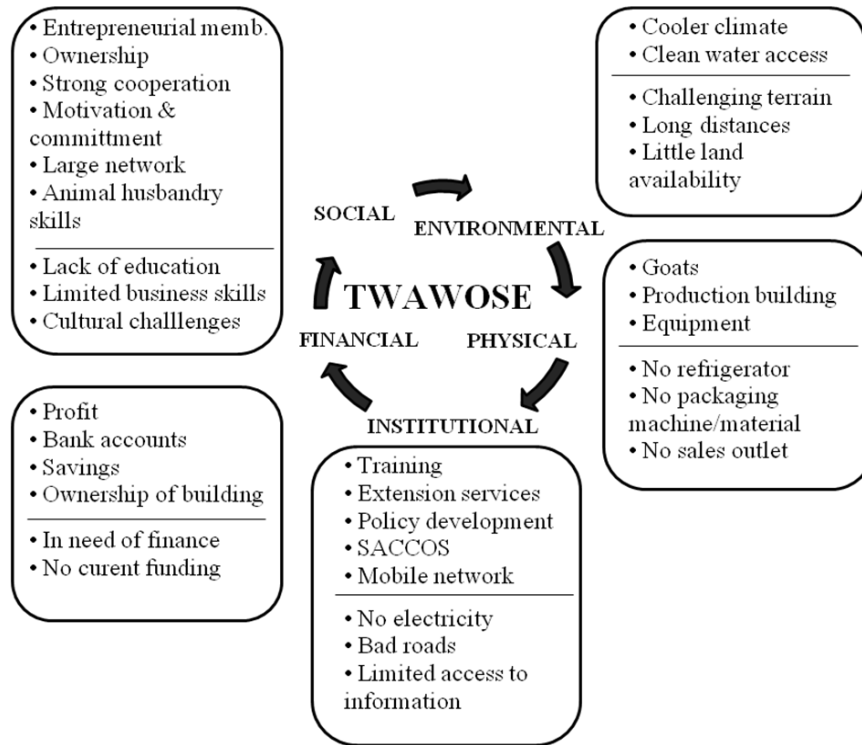 • Entrepreneurial memb.
• Ownership
• Strong cooperation
• Motivation &
committment
• Large network
• Animal husbandry
skills
• Lack of education
• Limited business skills
• Cultural challlenges
• Cooler climate
• Clean water access
• Challenging terrain
• Long distances
• Little land
availability
SOCIAL
ENVIRONMENTAL
TWAWOSE
FINANCIAL
PHYSICAL
INSTITUTIONAL
• Goats
• Production building
• Equipment
• No refrigerator
• No packaging
machine/material
• No sales outlet
• Profit
• Bank accounts
• Savings
• Ownership of building
• In need of finance
• No curent funding
• Training
• Extension services
• Policy development
• SACCOS
• Mobile network
• No electricity
• Bad roads
• Limited access to
information